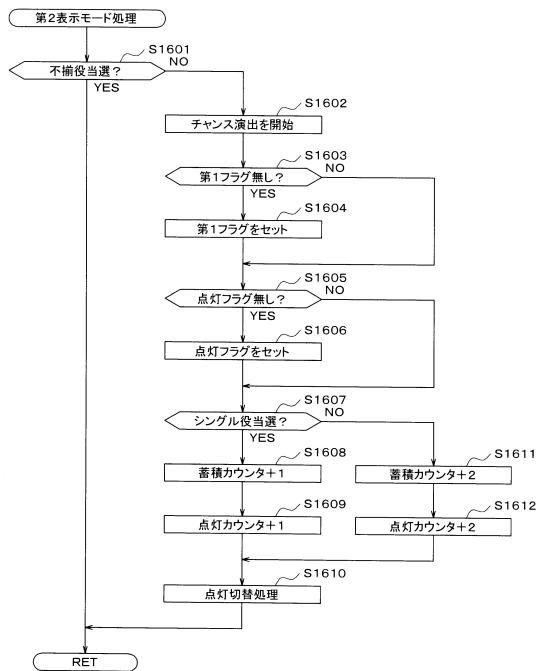 第2表示モード処理
S1601
不揃役当選？
NO
YES
S1602
チャンス演出を開始
S1603
第1フラグ無し？
NO
YES
S1604
第1フラグをセット
S1605
点灯フラグ無し？
NO
YES
S1606
点灯フラグをセット
S1607
シングル役当選？
NO
YES
S1608
蓄積カウンタ＋1
S1611
蓄積カウンタ＋2
S1609
点灯カウンタ＋1
S1612
点灯カウンタ＋2
S1610
点灯切替処理
RET